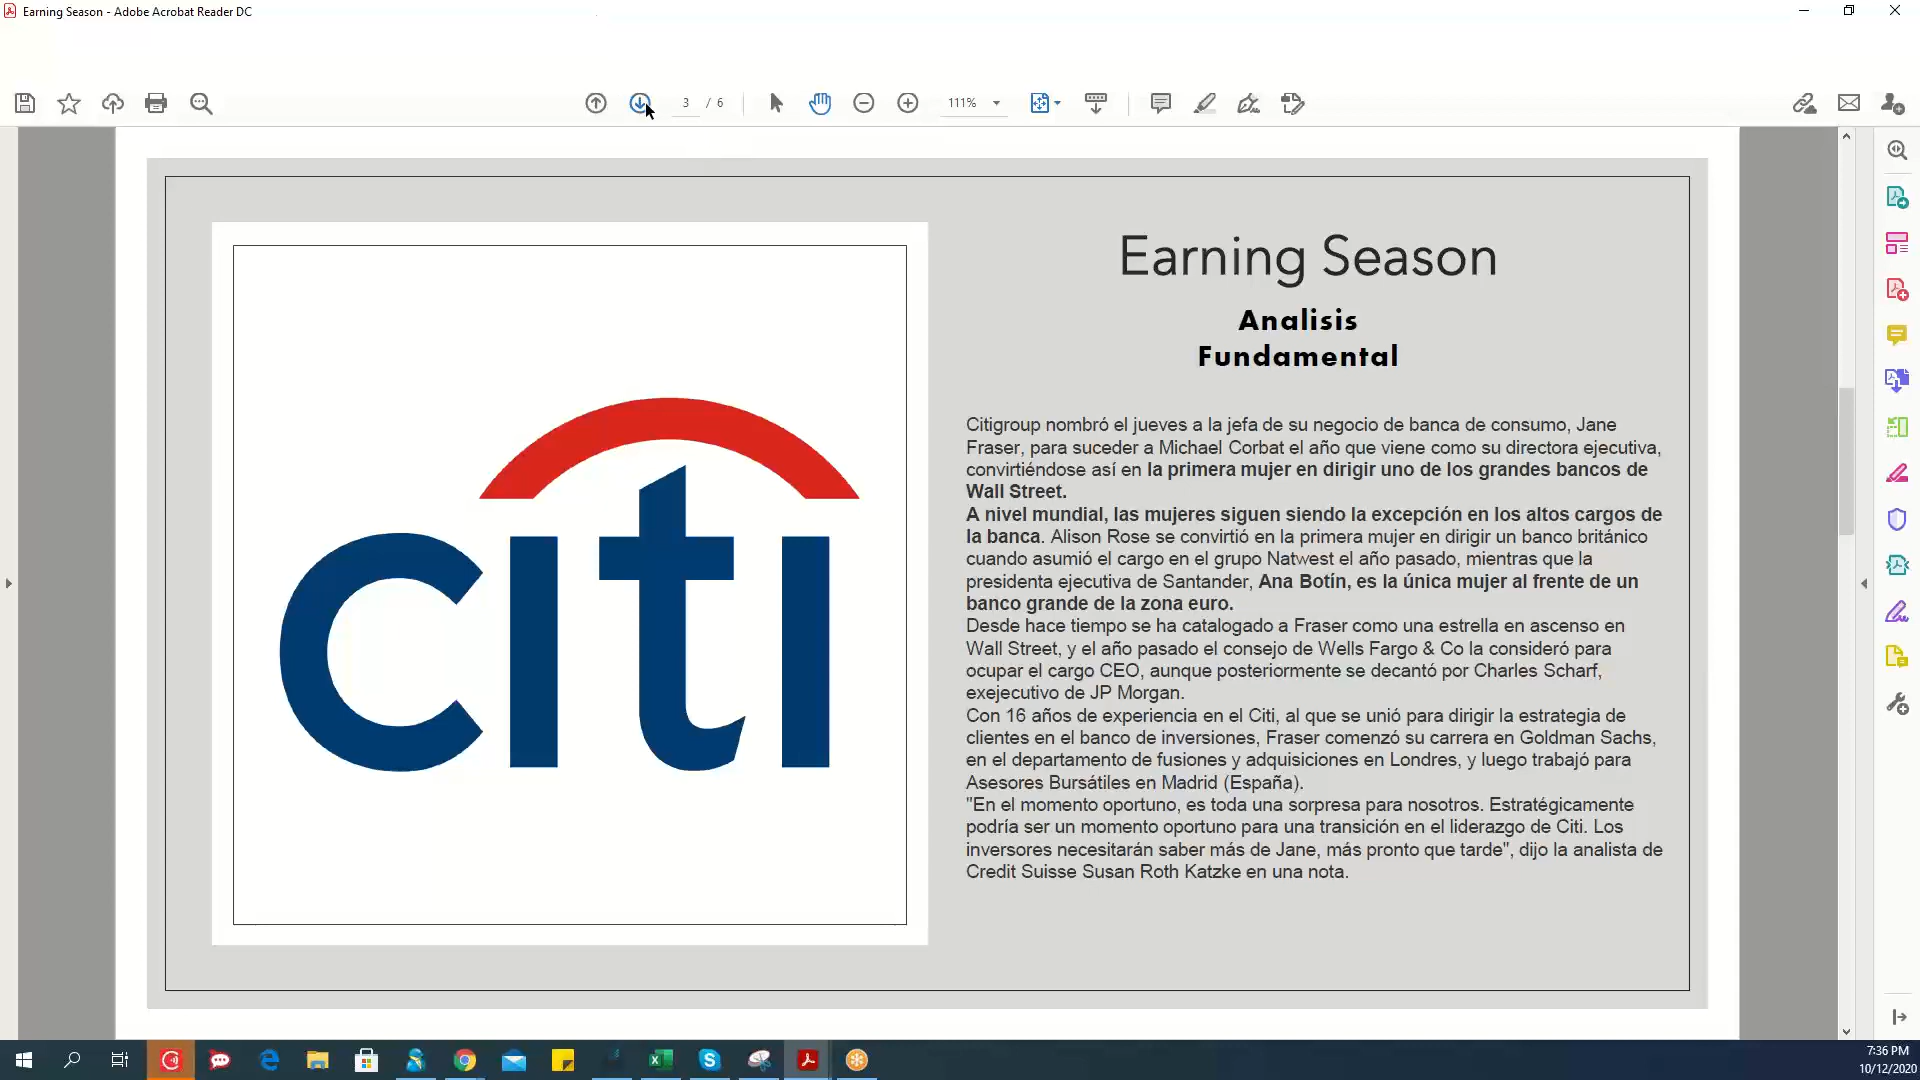 Earning Season - Adobe Acrobat Reader DC
3 / 6
111%
citi
Earning Season
Analisis
Fundamental
Citigroup nombró el jueves a la jefa de su negocio de banca de consumo, Jane
Fraser, para suceder a Michael Corbat el año que viene como su directora ejecutiva,
convirtiéndose así en la primera mujer en dirigir uno de los grandes bancos de
Wall Street.
A nivel mundial, las mujeres siguen siendo la excepción en los altos cargos de
la banca. Alison Rose se convirtió en la primera mujer en dirigir un banco británico
cuando asumió el cargo en el grupo Natwest el año pasado, mientras que la
presidenta ejecutiva de Santander, Ana Botín, es la única mujer al frente de un
banco grande de la zona euro.
Desde hace tiempo se ha catalogado a Fraser como una estrella en ascenso en
Wall Street, y el año pasado el consejo de Wells Fargo & Co la consideró para
ocupar el cargo CEO, aunque posteriormente se decantó por Charles Scharf,
exejecutivo de JP Morgan.
Con 16 años de experiencia en el Citi, al que se unió para dirigir la estrategia de
clientes en el banco de inversiones, Fraser comenzó su carrera en Goldman Sachs,
en el departamento de fusiones y adquisiciones en Londres, y luego trabajó para
Asesores Bursátiles en Madrid (España).
"En el momento oportuno, es toda una sorpresa para nosotros. Estratégicamente
podría ser un momento oportuno para una transición en el liderazgo de Citi. Los
inversores necesitarán saber más de Jane, más pronto que tarde", dijo la analista de
Credit Suisse Susan Roth Katzke en una nota.
7:36 PM
10/12/2020